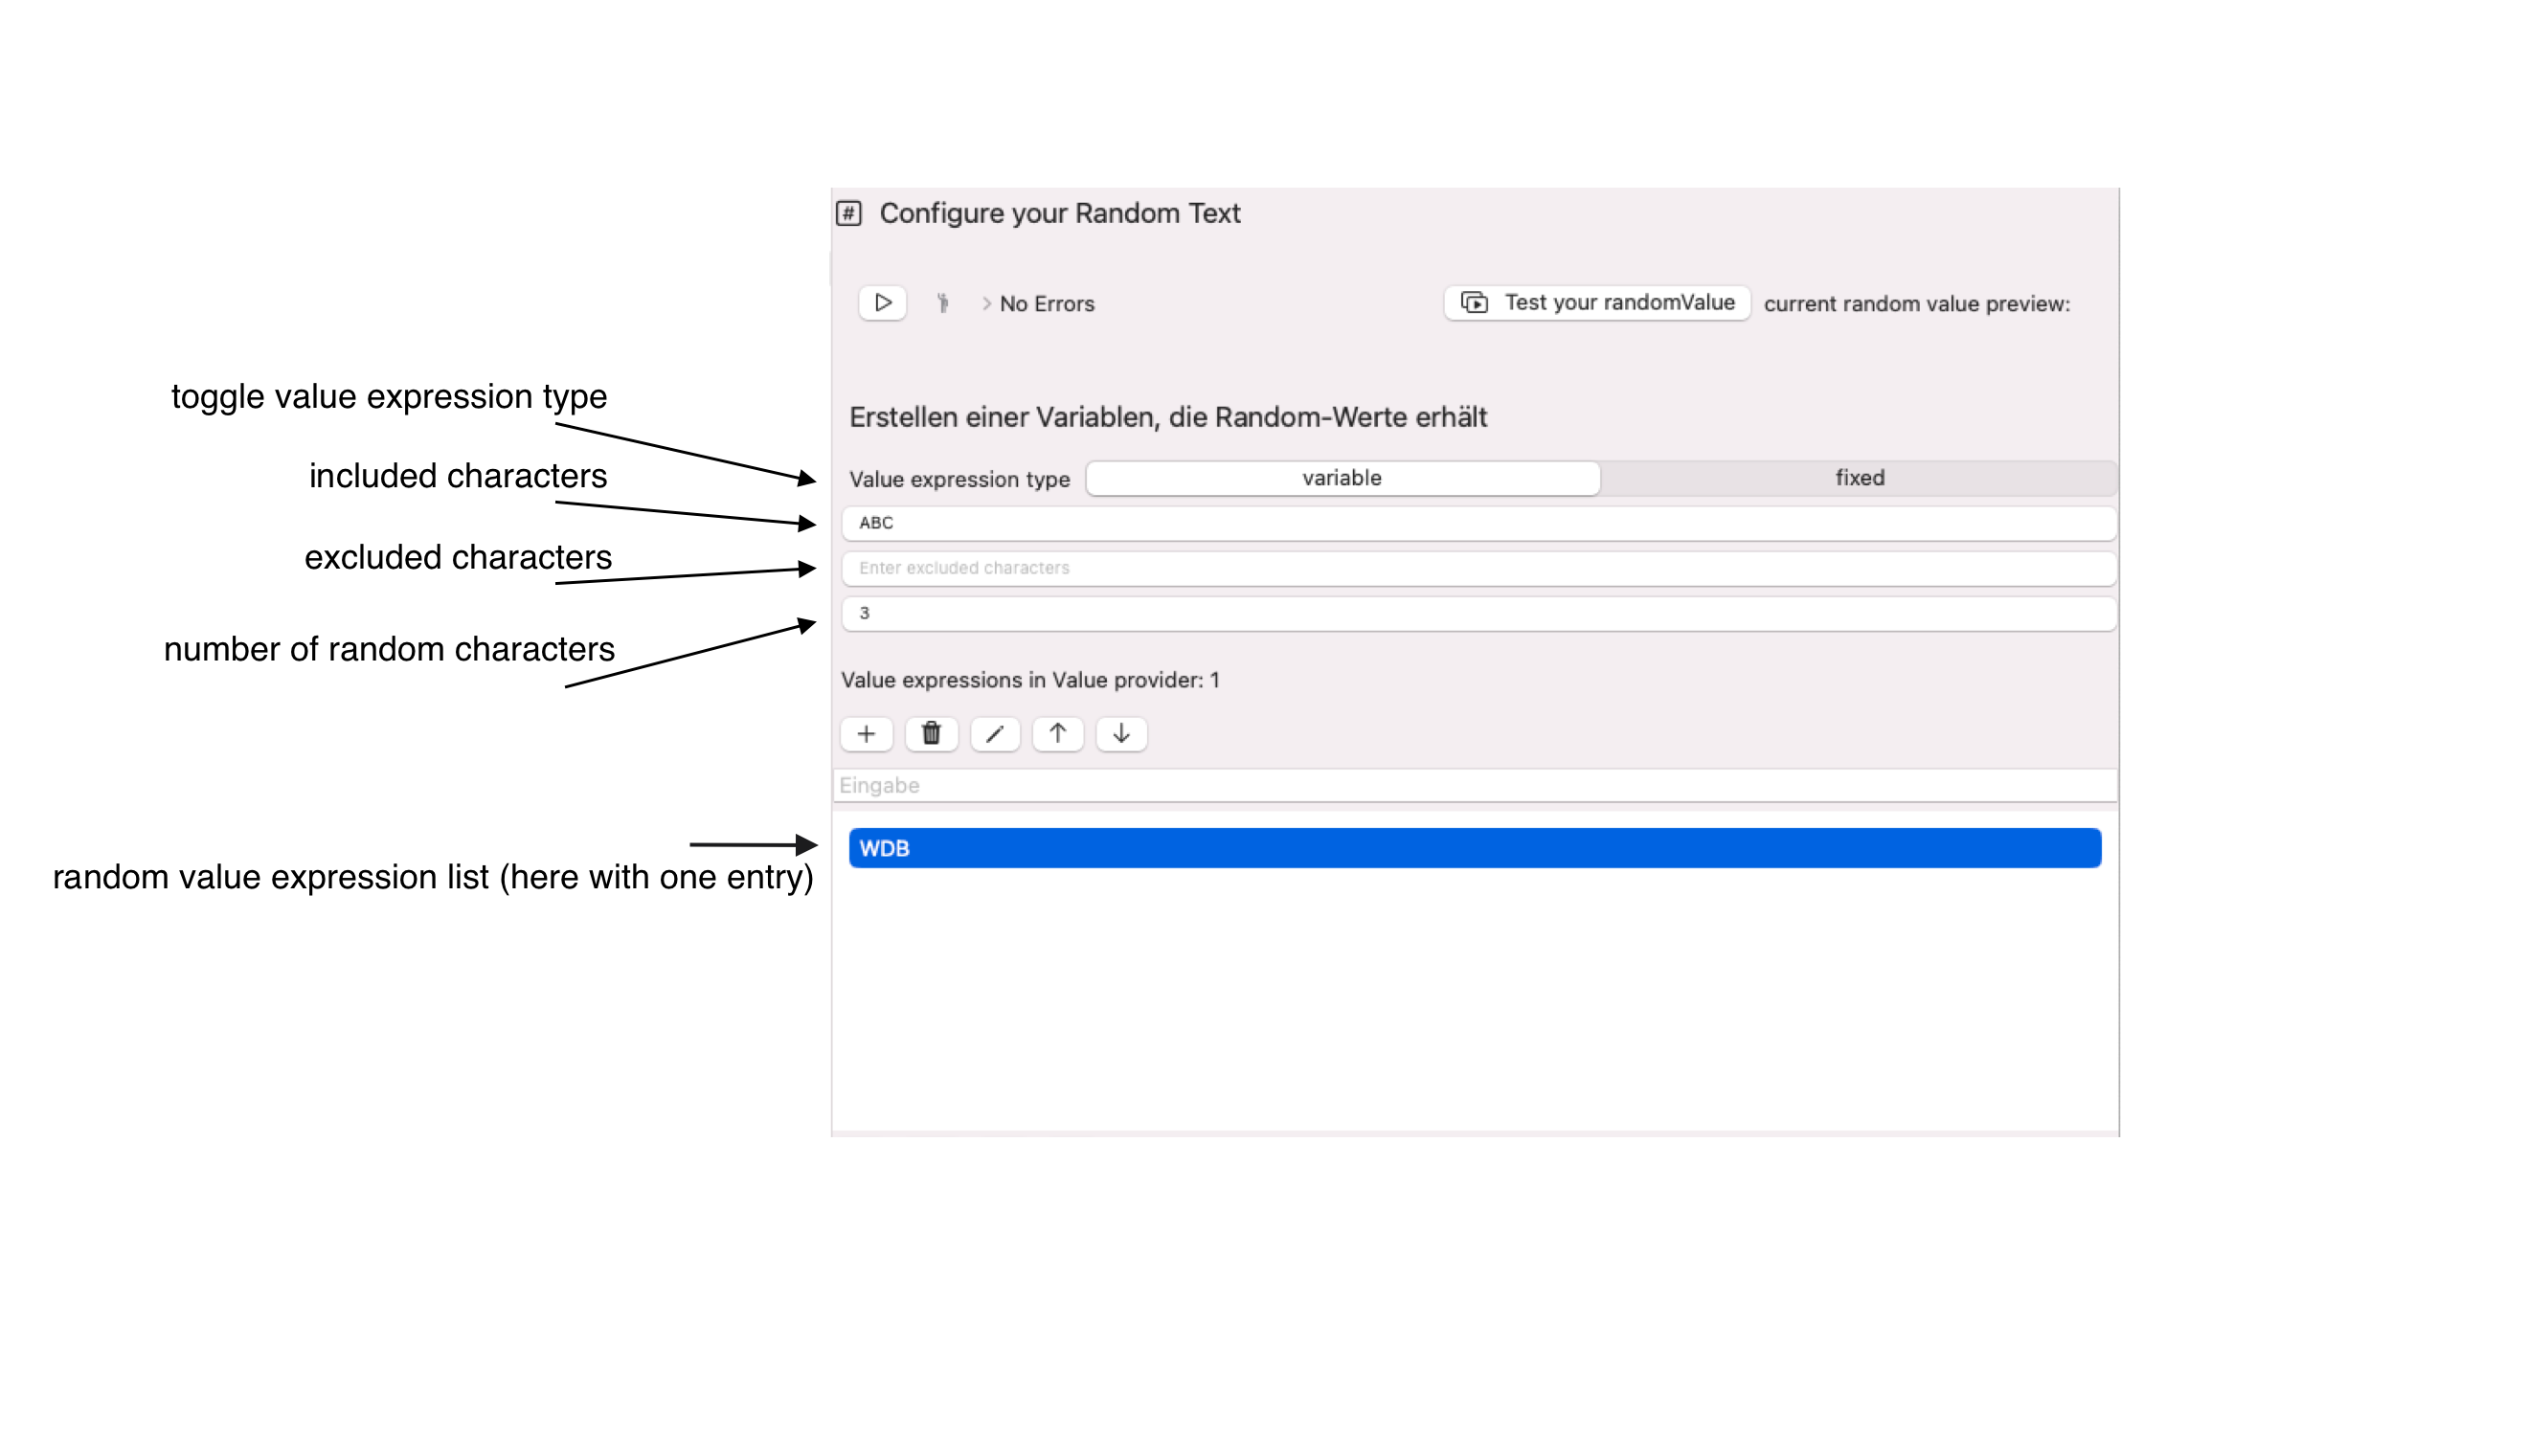 Configure your Random Text
No Errors
Test your randomValue
current random value preview:
toggle value expression type
Erstellen einer Variablen, die Random-Werte erhält
included characters
Value expression type
variable
fixed
ABC
excluded characters
Enter excluded characters
3
number of random characters
Value expressions in Value provider: 1
Eingabe
WDB
random value expression list (here with one entry)